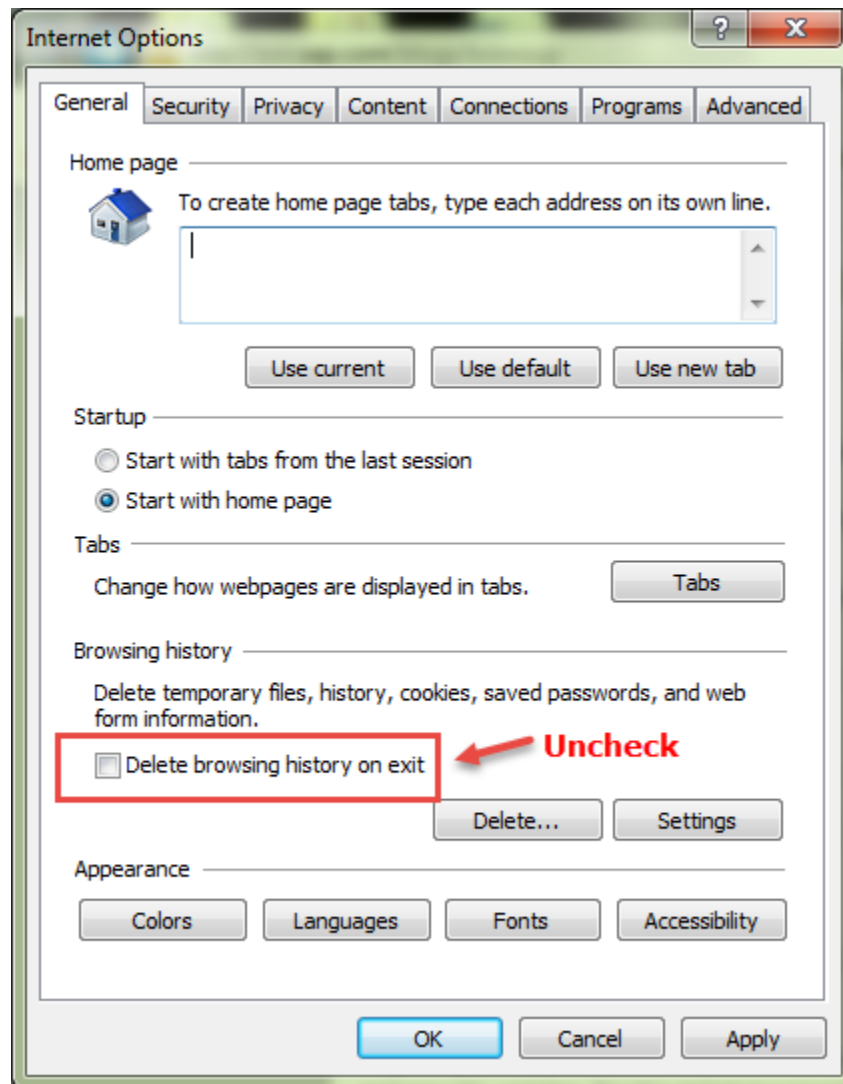 Internet Options
?
X
General Security Privacy Content Connections Programs Advanced
Home page
To create home page tabs, type each address on its own line.
Use current Use default Use new tab
Startup
Start with tabs from the last session
Start with home page
Tabs
Change how webpages are displayed in tabs. Tabs
Browsing history
Delete temporary files, history, cookies, saved passwords, and web
form information.
Delete browsing history on exit Uncheck
Delete... Settings
Appearance
Colors Languages Fonts Accessibility
OK Cancel Apply